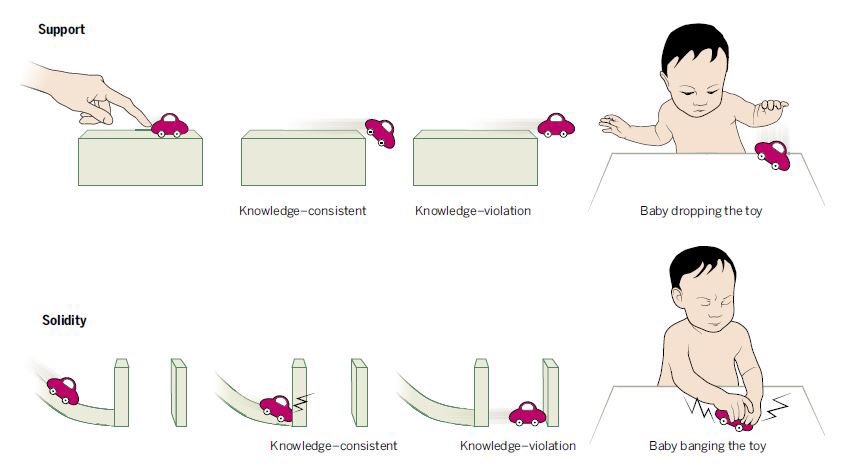 Support
Knowledge–consistent
Knowledge–violation
Baby dropping the toy
Solidity
Knowledge–consistent
Knowledge–violation
Baby banging the toy